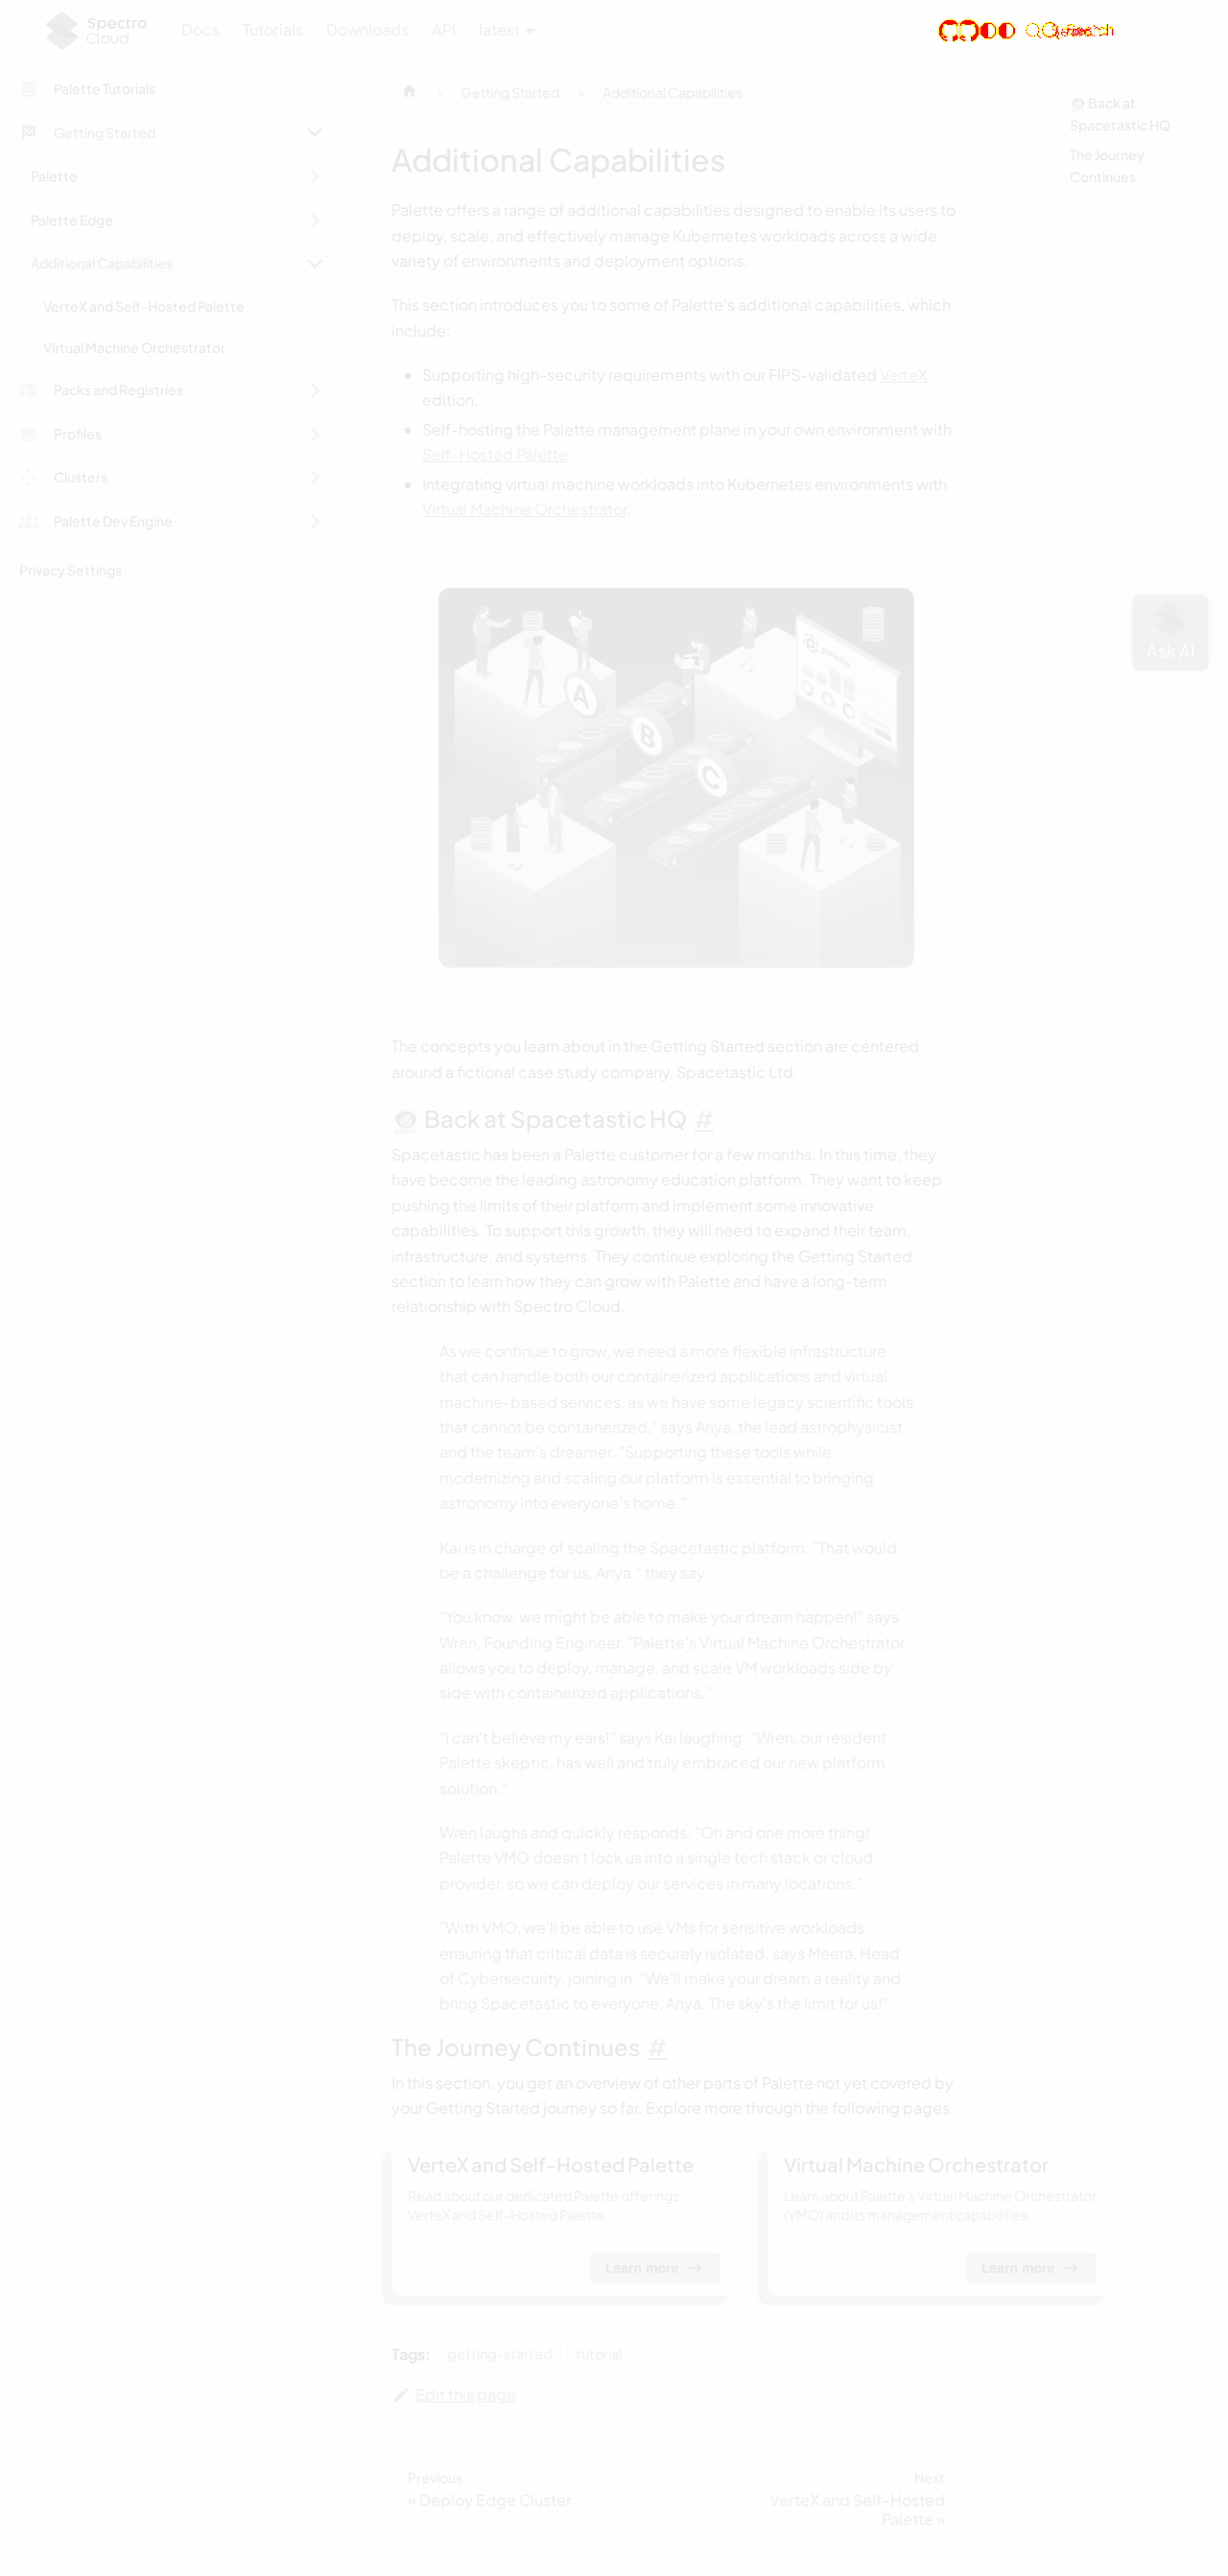 Spectro Cloud
Docs Tutorials Downloads API latest
Search
Palette Tutorials
Getting Started
Palette
Palette Edge
Additional Capabilities
VerteX and Self-Hosted Palette
Virtual Machine Orchestrator
Packs and Registries
Profiles
Clusters
Palette Dev Engine
Privacy Settings
Getting Started > Additional Capabilities
Additional Capabilities
Palette offers a range of additional capabilities designed to enable its users to
deploy, scale, and effectively manage Kubernetes workloads across a wide
variety of environments and deployment options.
This section introduces you to some of Palette's additional capabilities, which
include:
Supporting high-security requirements with our FIPS-validated VerteX
edition.
Self-hosting the Palette management plane in your own environment with
Self-Hosted Palette.
Integrating virtual machine workloads into Kubernetes environments with
Virtual Machine Orchestrator.
Palette
A
B
C
The concepts you learn about in the Getting Started section are centered
around a fictional case study company, Spacetastic Ltd.
Back at Spacetastic HQ #
Spacetastic has been a Palette customer for a few months. In this time, they
have become the leading astronomy education platform. They want to keep
pushing the limits of their platform and implement some innovative
capabilities. To support this growth, they will need to expand their team,
infrastructure, and systems. They continue exploring the Getting Started
section to learn how they can grow with Palette and have a long-term
relationship with Spectro Cloud.
As we continue to grow, we need a more flexible infrastructure
that can handle both our containerized applications and virtual
machine-based services, as we have some legacy scientific tools
that cannot be containerized," says Anya, the lead astrophysicist
and the team's dreamer. "Supporting these tools while
modernizing and scaling our platform is essential to bringing
astronomy into everyone's home."
Kai is in charge of scaling the Spacetastic platform. "That would
be a challenge for us, Anya." they say.
"You know, we might be able to make your dream happen!" says
Wren, Founding Engineer. "Palette's Virtual Machine Orchestrator
allows you to deploy, manage, and scale VM workloads side by
side with containerized applications."
"I can't believe my ears!" says Kai laughing. "Wren, our resident
Palette skeptic, has well and truly embraced our new platform
solution."
Wren laughs and quickly responds. "Oh and one more thing!
Palette VMO doesn't lock us into a single tech stack or cloud
provider, so we can deploy our services in many locations."
"With VMO, we'll be able to use VMs for sensitive workloads,
ensuring that critical data is securely isolated. says Meera, Head
of Cybersecurity, joining in. "We'll make your dream a reality and
bring Spacetastic to everyone, Anya. The sky's the limit for us!"
The Journey Continues #
In this section, you get an overview of other parts of Palette not yet covered by
your Getting Started journey so far. Explore more through the following pages.
VerteX and Self-Hosted Palette
Read about our dedicated Palette offerings,
VerteX and Self-Hosted Palette.
Learn more →
Virtual Machine Orchestrator
Learn about Palette's Virtual Machine Orchestrator
(VMO) and its management capabilities.
Learn more →
Tags: getting-started tutorial
Edit this page
Previous
« Deploy Edge Cluster
Next
VerteX and Self-Hosted
Palette »
Back at
Spacetastic HQ
The Journey
Continues
Ask AI